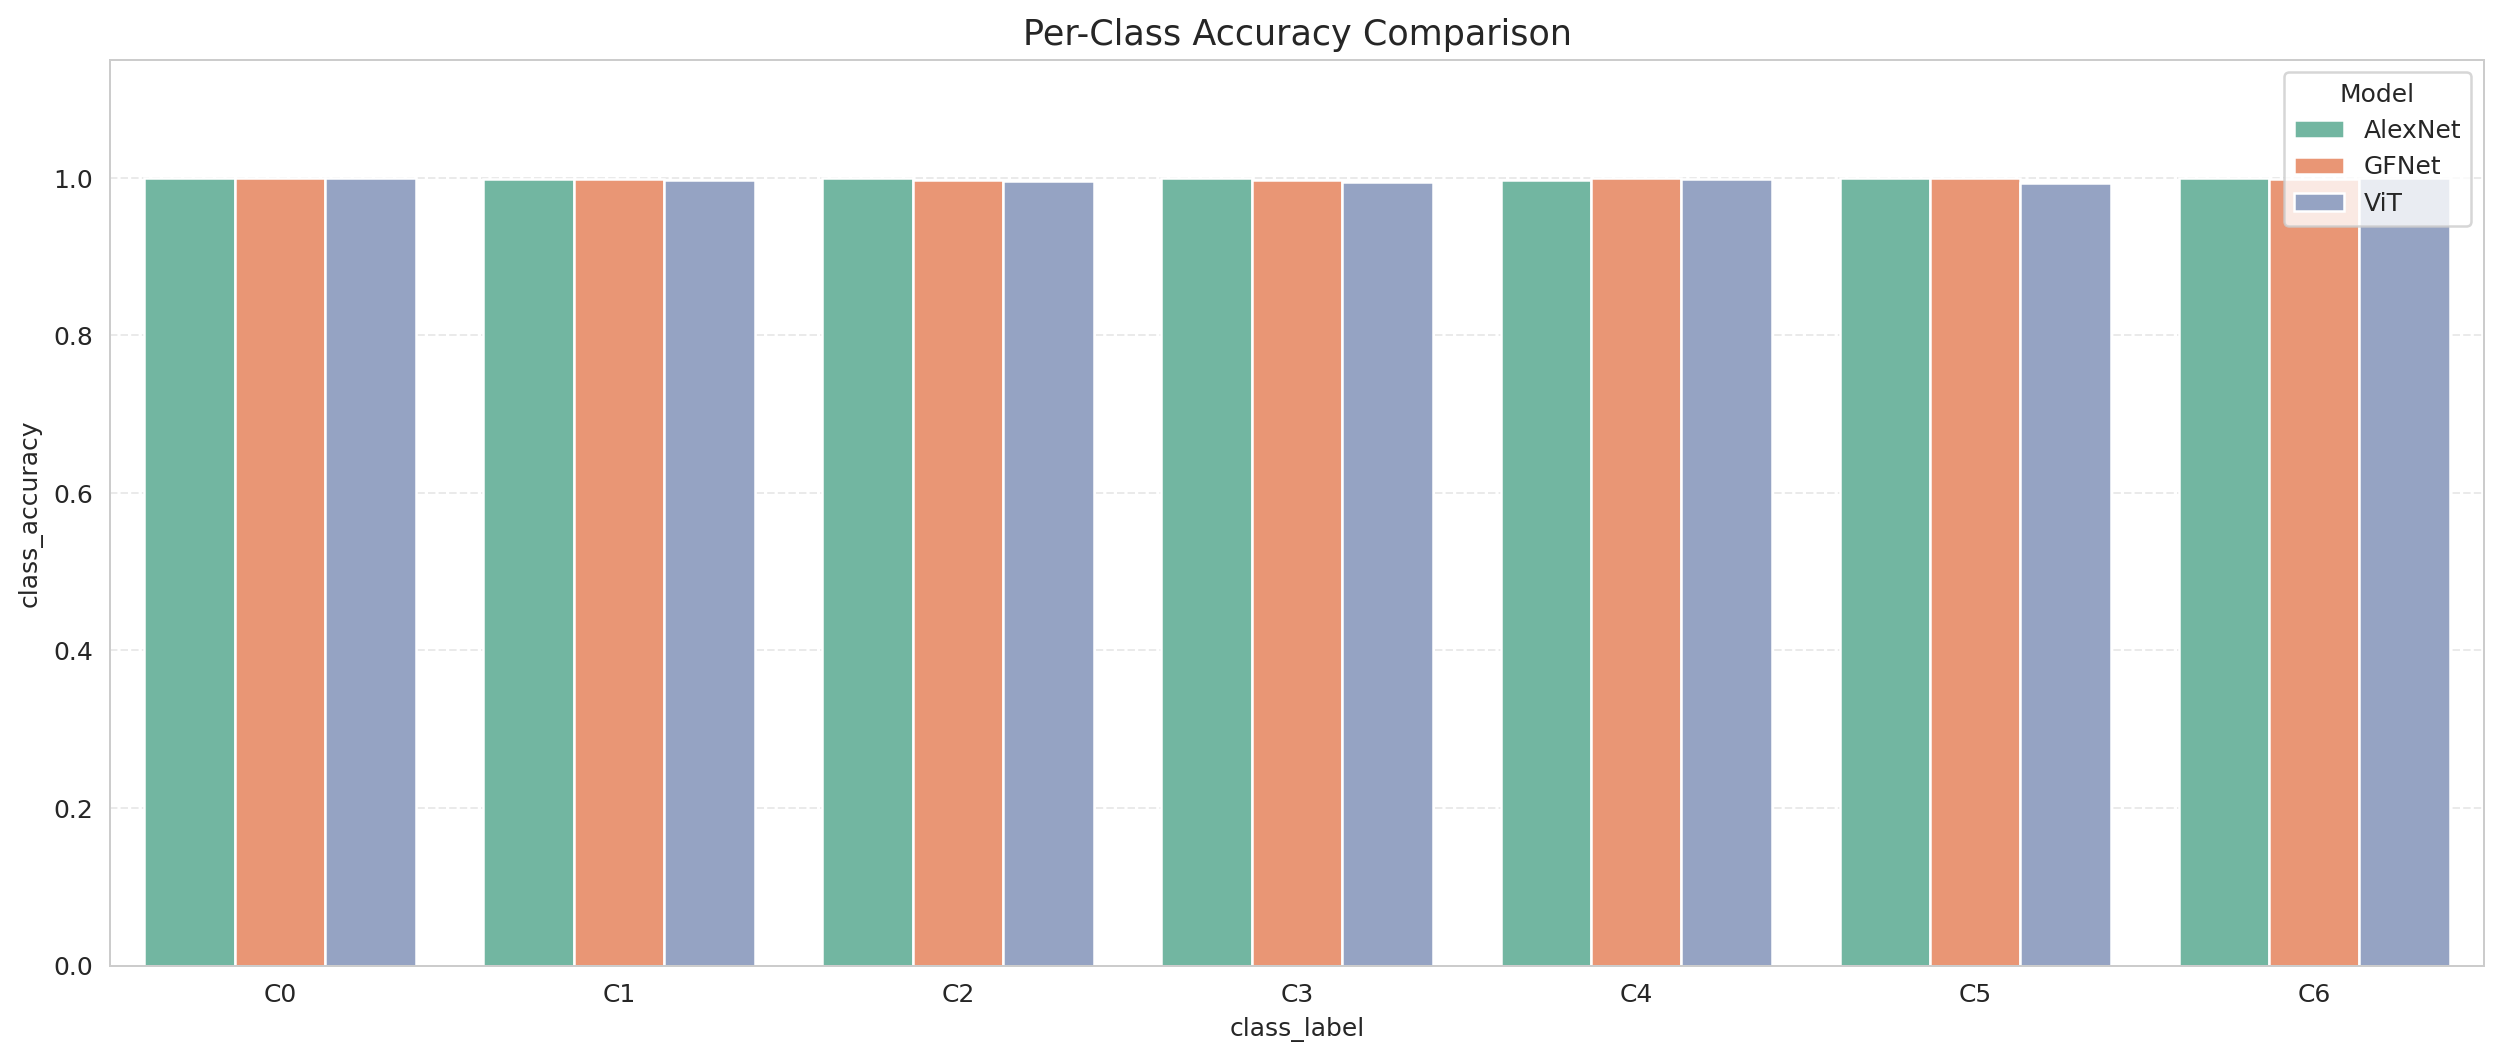 Per-Class Accuracy Comparison
Model
AlexNet
GFNet
ViT
1.0
0.8
0.6
0.4
0.2
0.0
class_accuracy
C0 C1 C2 C3 C4 C5 C6
class_label